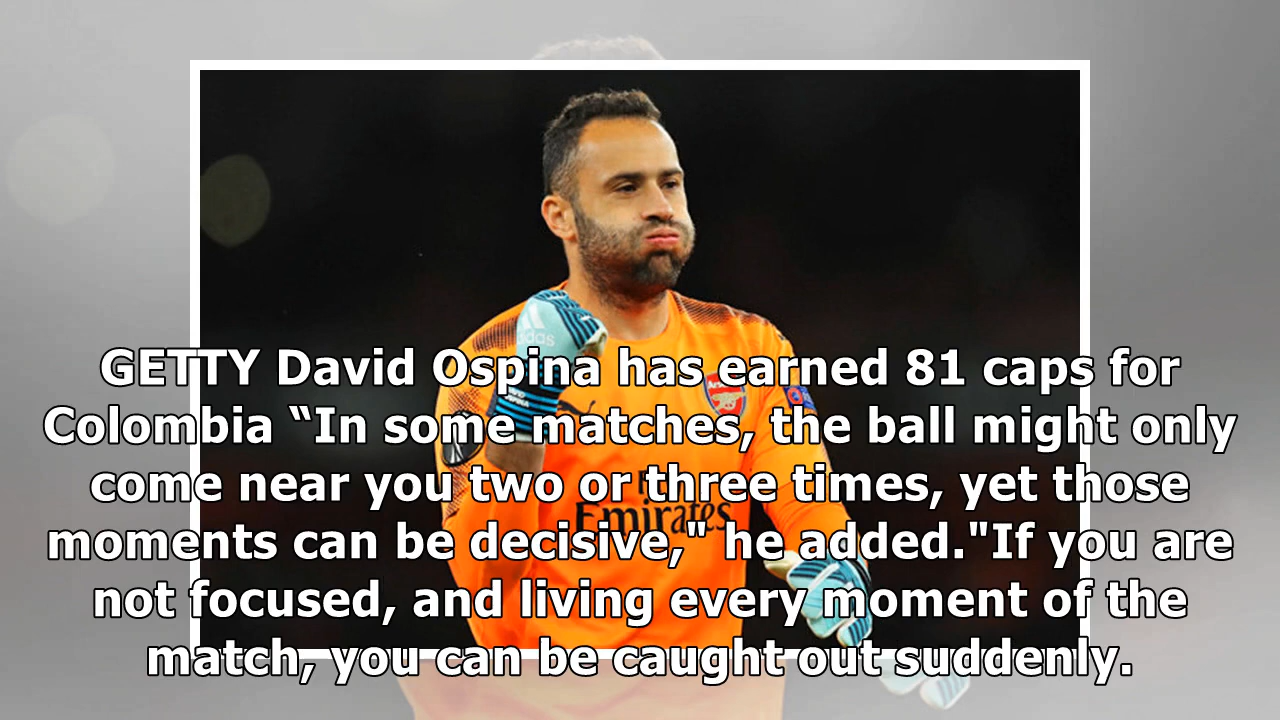 GETTY David Ospina has earned 81 caps for
Colombia “In some matches, the ball might only
come near you two or three times, yet those
moments can be decisive," he added."If you are
not focused, and living every moment of the
match, you can be caught out suddenly.
adidas
Emirates